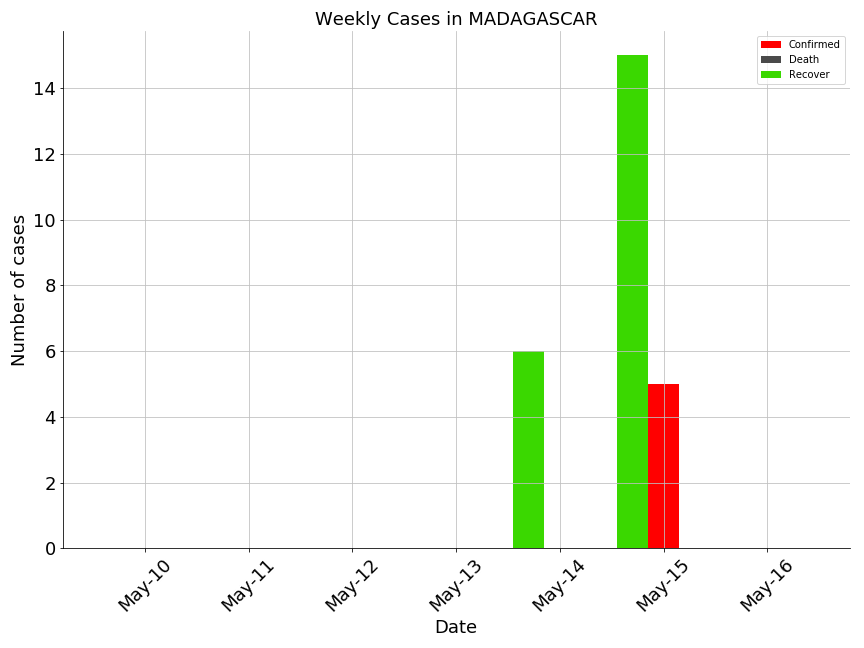 Weekly Cases in MADAGASCAR
Confirmed
Death
Recover
Number of cases
14
12
10
8
6
4
2
0
May-10
May-11
May-12
May-13
May-14
May-15
May-16
Date